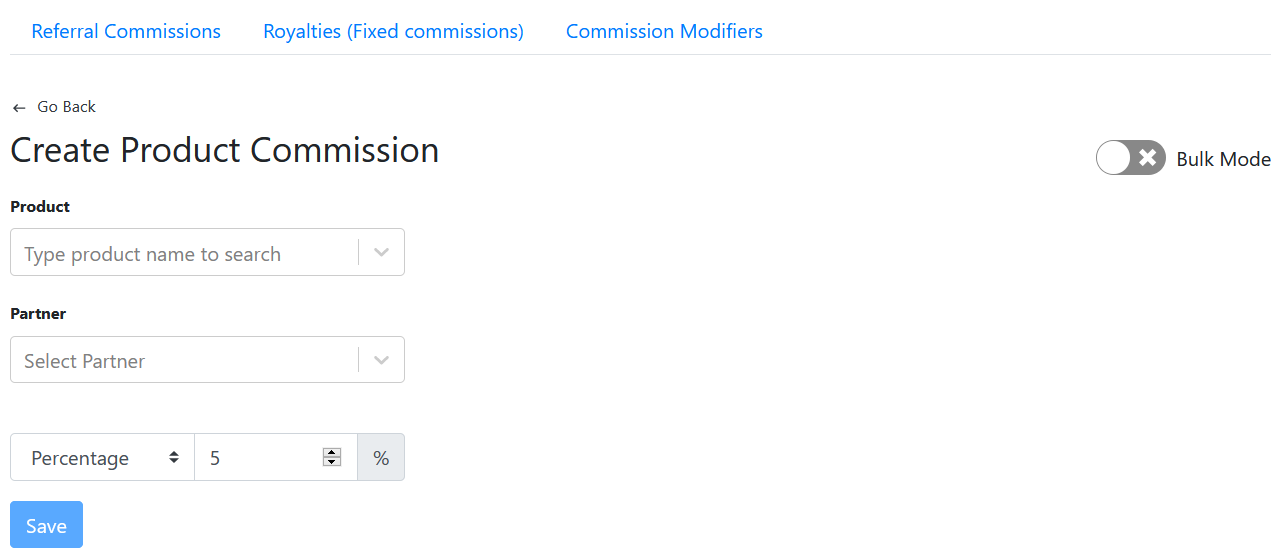 Referral Commissions Royalties (Fixed commissions) Commission Modifiers
← Go Back
Create Product Commission
Bulk Mode
Product
Type product name to search
Partner
Select Partner
Percentage 5 %
Save